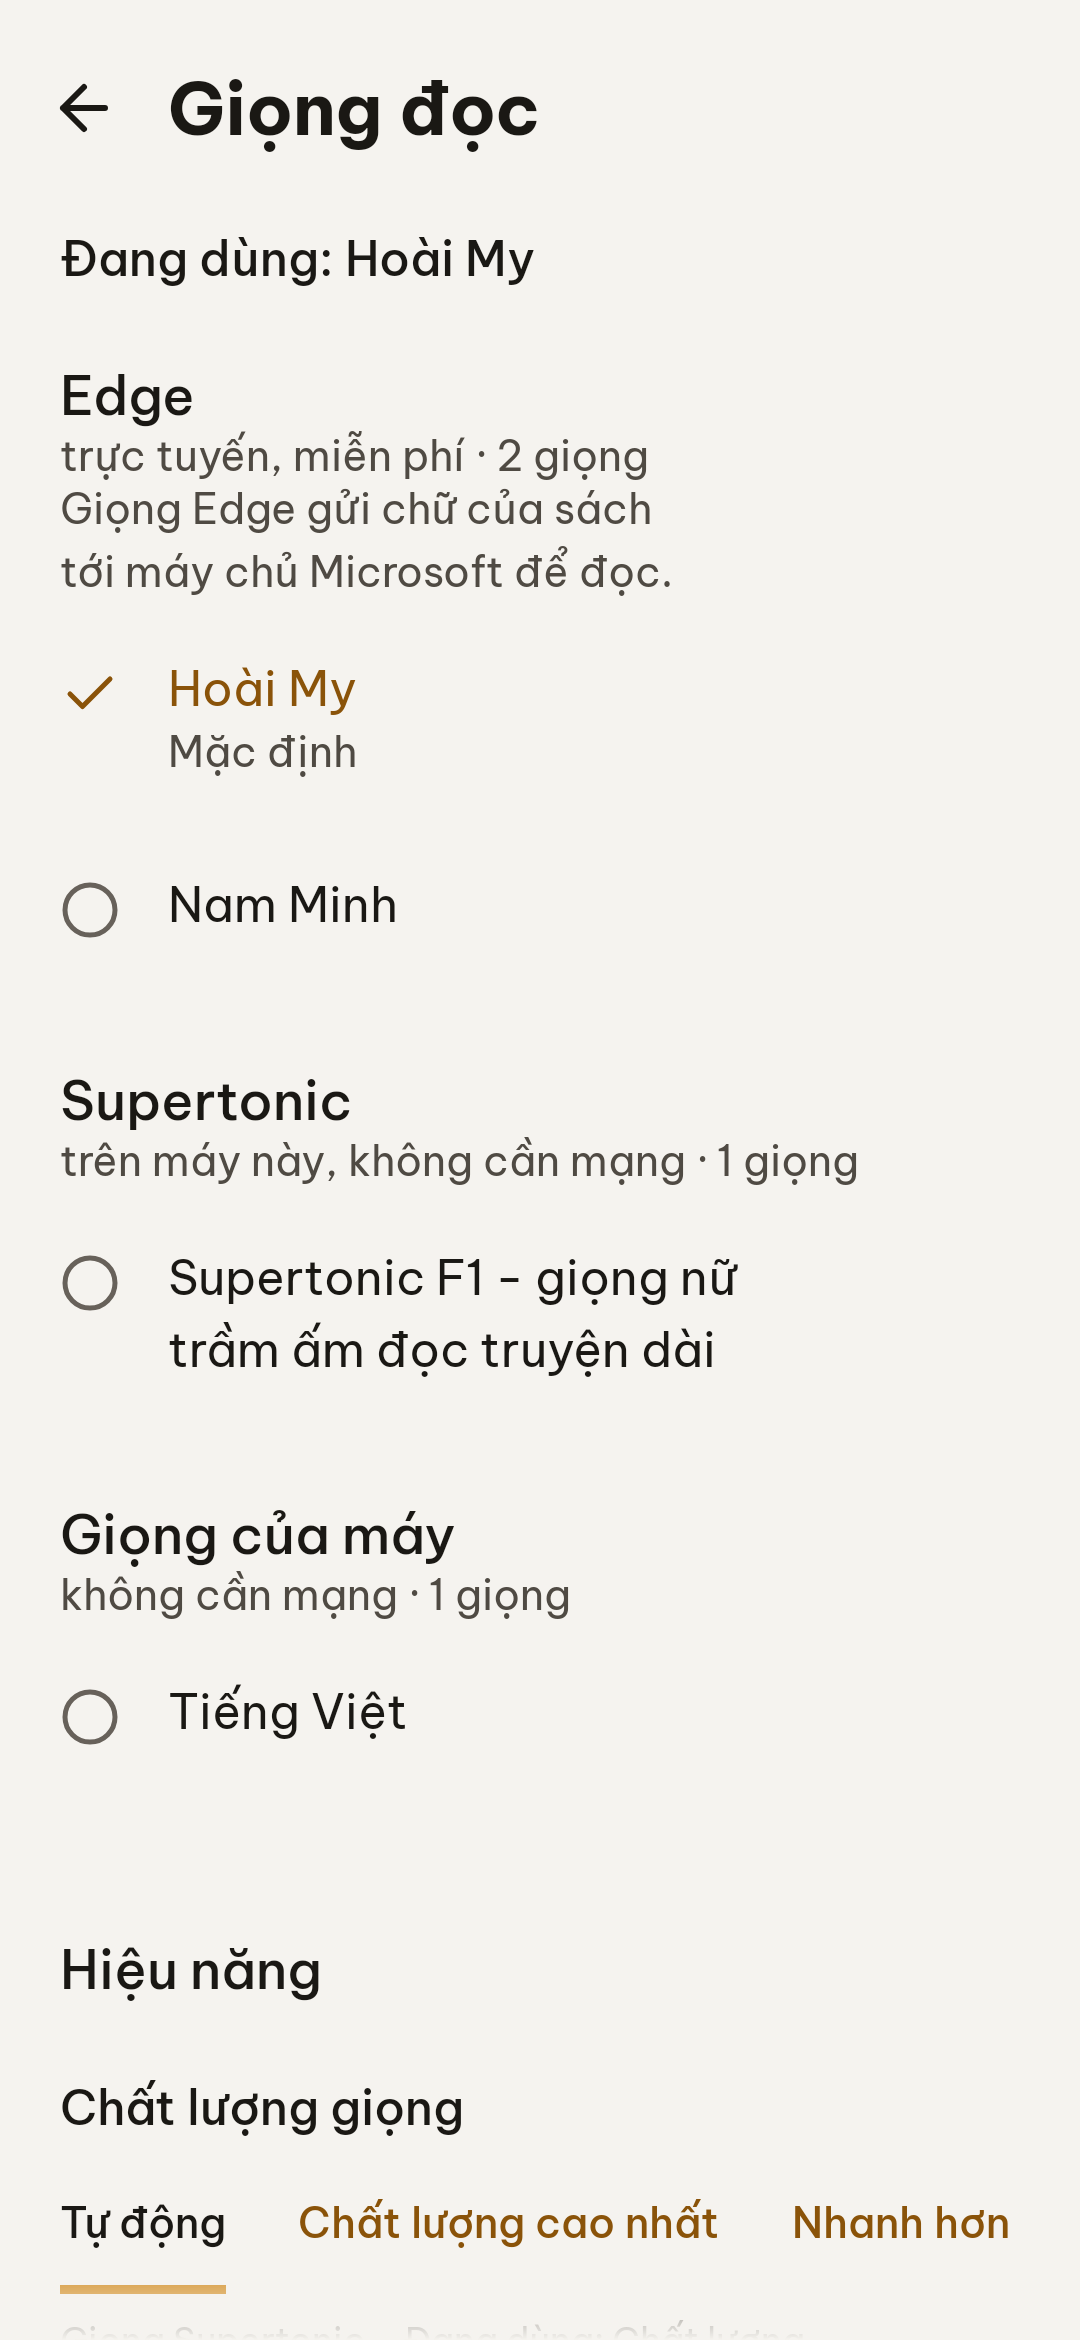 Giọng đọc
Đang dùng: Hoài My
Edge
trực tuyến, miễn phí · 2 giọng
Giọng Edge gửi chữ của sách
tới máy chủ Microsoft để đọc.
Hoài My
Mặc định
Nam Minh
Supertonic
trên máy này, không cần mạng · 1 giọng
Supertonic F1 – giọng nữ
trầm ấm đọc truyện dài
Giọng của máy
không cần mạng · 1 giọng
Tiếng Việt
Hiệu năng
Chất lượng giọng
Tự động Chất lượng cao nhất Nhanh hơn